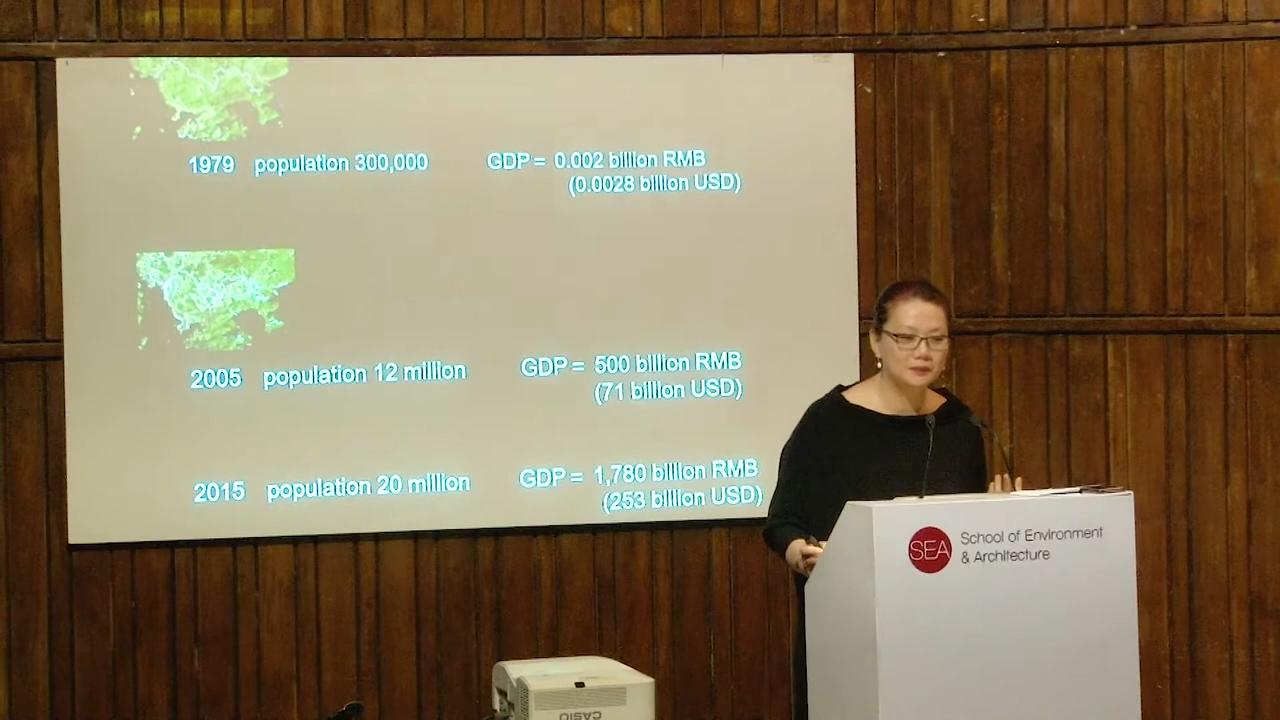 1979 population 300,000 GDP = 0.002 billion RMB
(0.0028 billion USD)
2005 population 12 million GDP = 500 billion RMB
(71 billion USD)
2015 population 20 million GDP = 1,780 billion RMB
(253 billion USD)
SEA School of Environment
& Architecture
CASIO